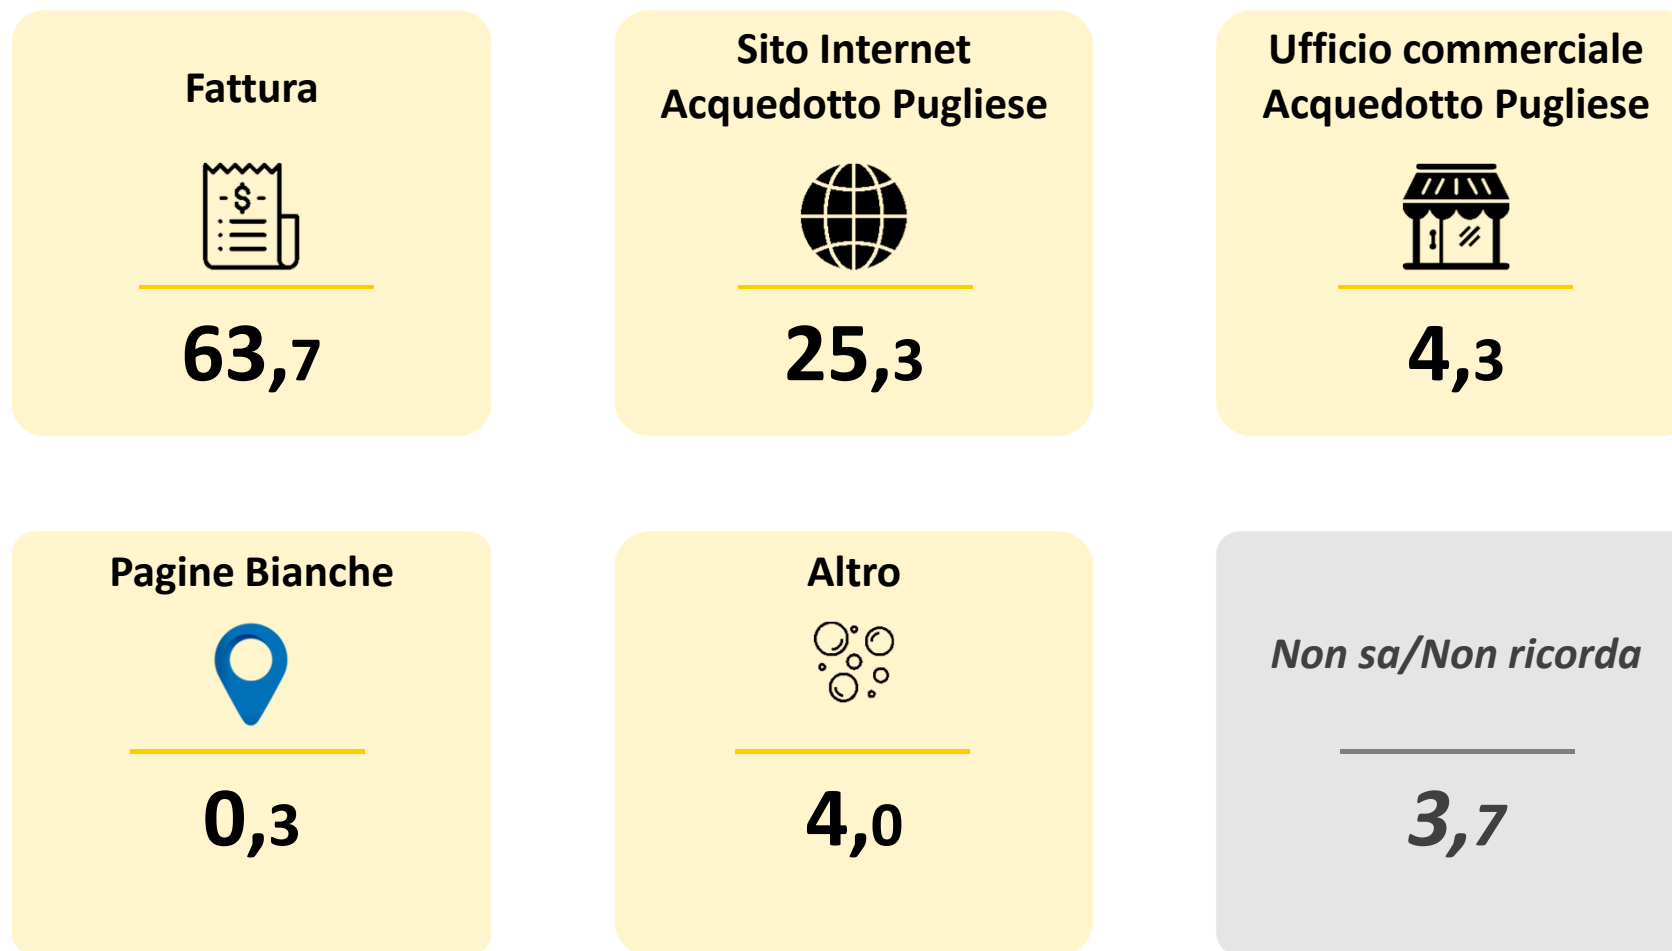 Fattura
-$-
63,7
Sito Internet
Acquedotto Pugliese
25,3
Ufficio commerciale
Acquedotto Pugliese
4,3
Pagine Bianche
0,3
Altro
4,0
Non sa/Non ricorda
3,7